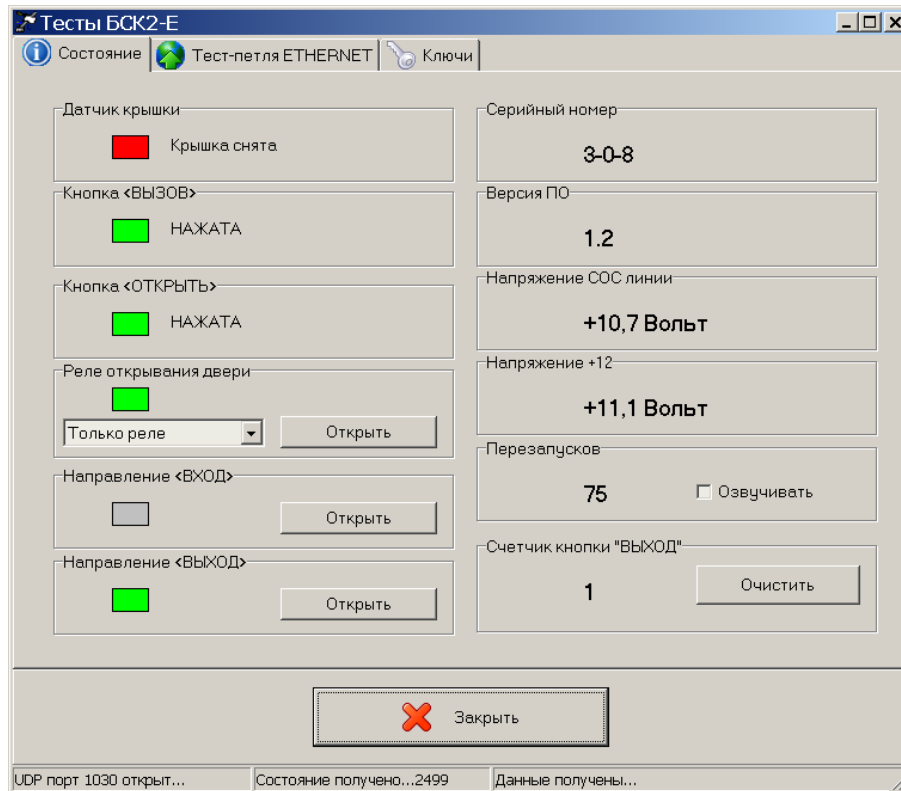 Тесты БСК2-Е
Состояние
Тест-петля ETHERNET
Ключи
Датчик крышки
Крышка снята
Кнопка <ВЫЗОВ>
НАЖАТА
Кнопка <ОТКРЫТЬ>
НАЖАТА
Реле открывания двери
Только реле
Открыть
Направление <ВХОД>
Открыть
Направление <ВЫХОД>
Открыть
Серийный номер
3-0-8
Версия ПО
1.2
Напряжение СОС линии
+10,7 Вольт
Напряжение +12
+11,1 Вольт
Перезапусков
75
Озвучивать
Счетчик кнопки "ВЫХОД"
1
Очистить
Закрыть
UDP порт 1030 открыт...
Состояние получено...2499
Данные получены...